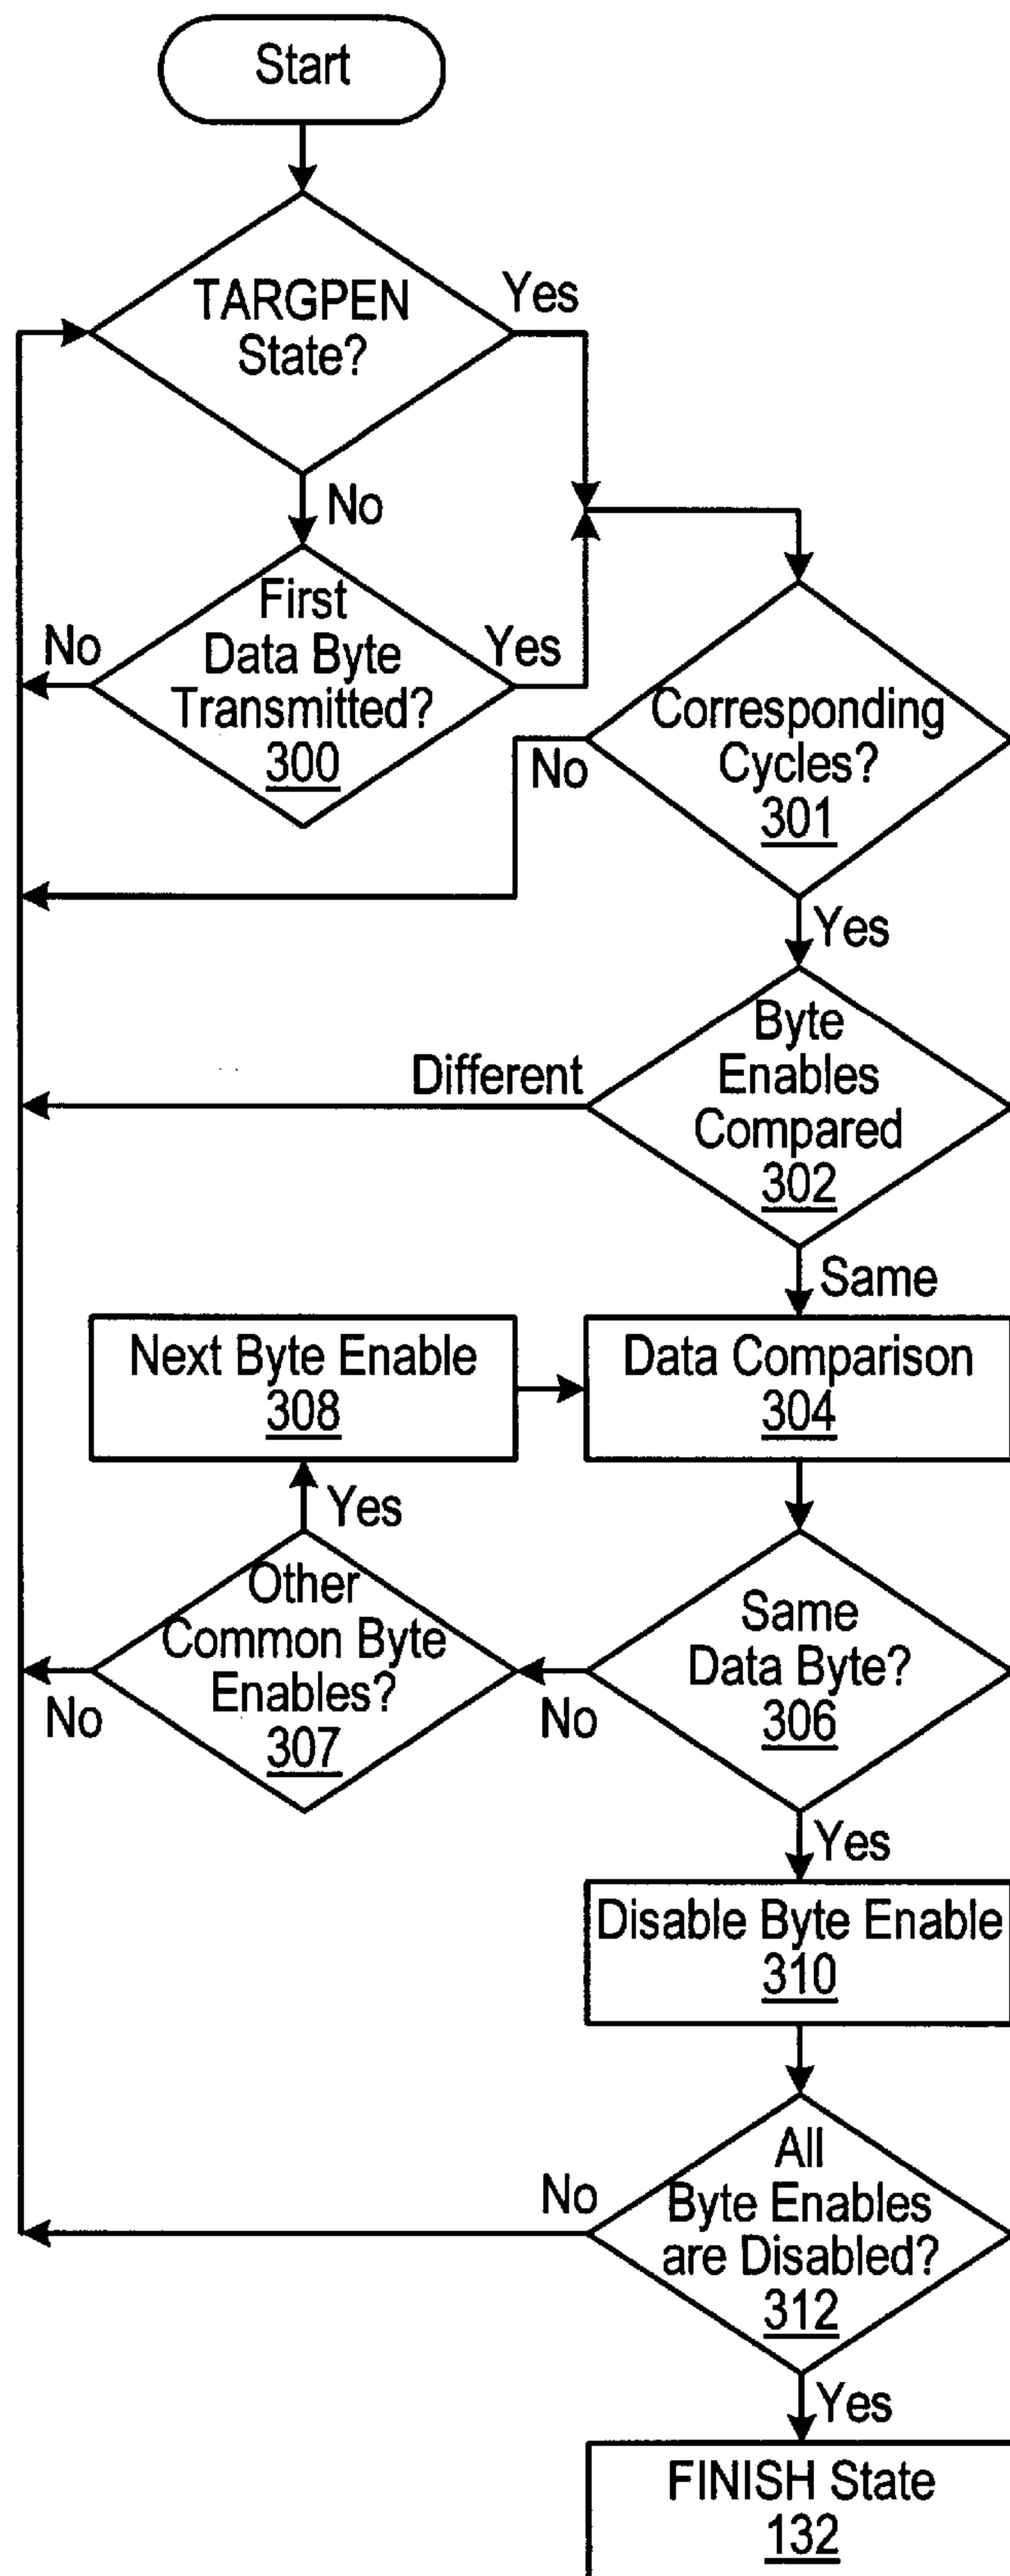 Start
TARGPEN
State?
Yes
No
First
Data Byte
Transmitted?
300
No
Yes
Corresponding
Cycles?
301
No
Yes
Byte
Enables
Compared
302
Different
Same
Next Byte Enable
308
Data Comparison
304
Yes
Other
Common Byte
Enables?
307
No
Same
Data Byte?
306
No
Yes
Disable Byte Enable
310
All
Byte Enables
are Disabled?
312
No
Yes
FINISH State
132